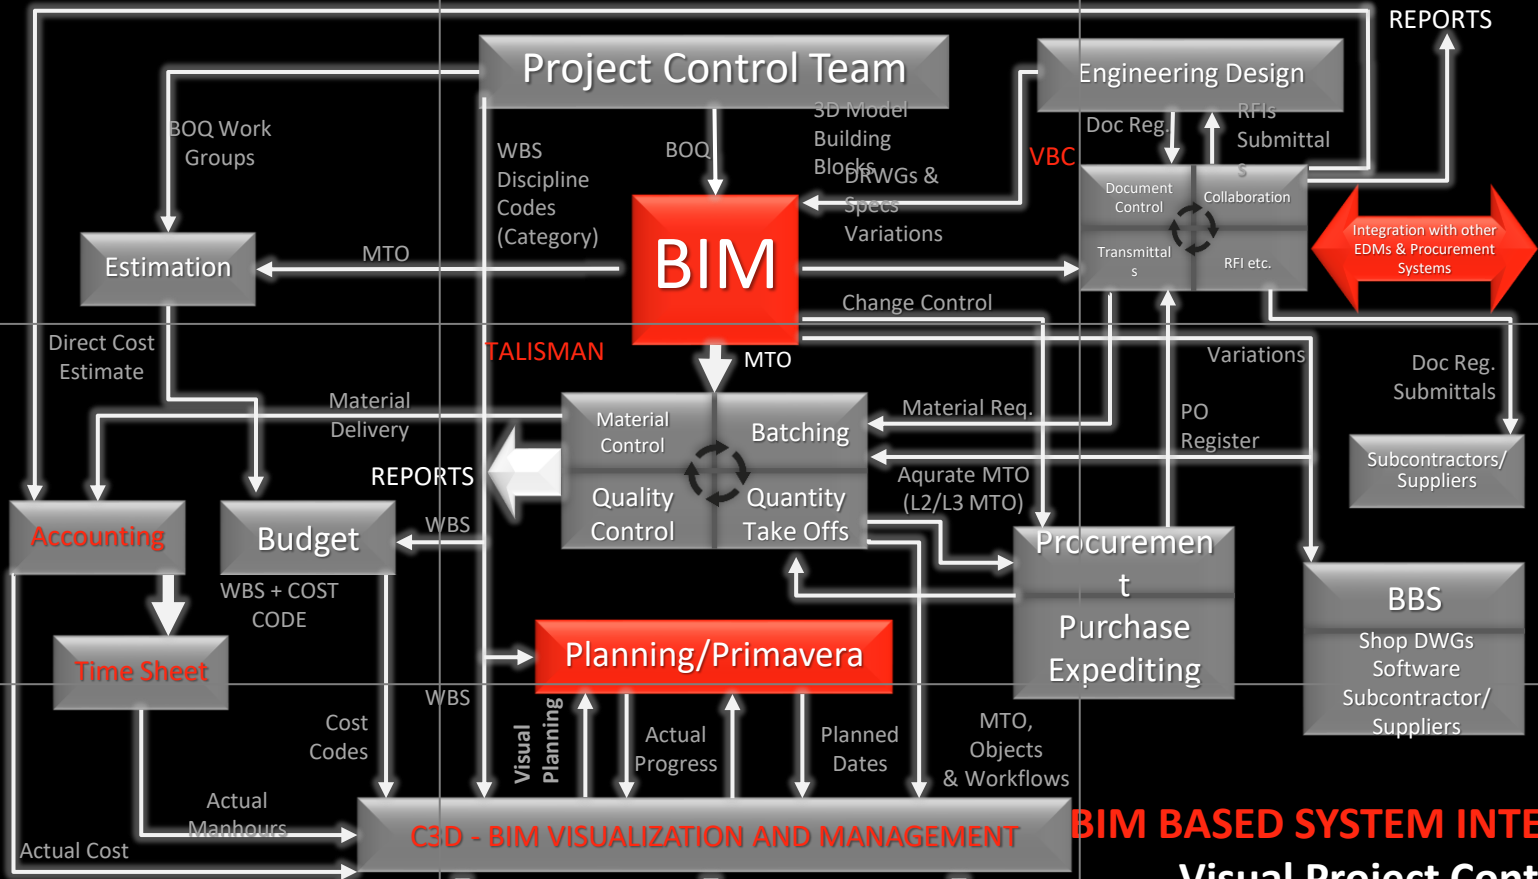 REPORTS
Project Control Team
Engineering Design
3D Model
Building
Blocks
DRWGs &
Specs
Variations
BOQ Work
Groups
WBS
Discipline
Codes
(Category)
BOQ
VBC
Doc Reg.
RFIs
Submittal
s
Document
Control
Collaboration
Transmittal
s
RFI etc.
Integration with other
EDMs & Procurement
Systems
BIM
Estimation
MTO
Change Control
Direct Cost
Estimate
TALISMAN
MTO
Variations
Doc Reg.
Submittals
Material
Delivery
Material
Control
Batching
Material Req.
PO
Register
REPORTS
Quality
Control
Quantity
Take Offs
Aqurate MTO
(L2/L3 MTO)
Subcontractors/
Suppliers
Accounting
Budget
WBS
WBS + COST
CODE
Procuremen
t
Purchase
Expediting
BBS
Shop DWGs
Software
Subcontractor/
Suppliers
Time Sheet
Planning/Primavera
WBS
Cost
Codes
Visual
Planning
Actual
Progress
Planned
Dates
MTO,
Objects
& Workflows
Actual
Manhours
Actual Cost
C3D - BIM VISUALIZATION AND MANAGEMENT
BIM BASED SYSTEM INTE
Visual Project Cont